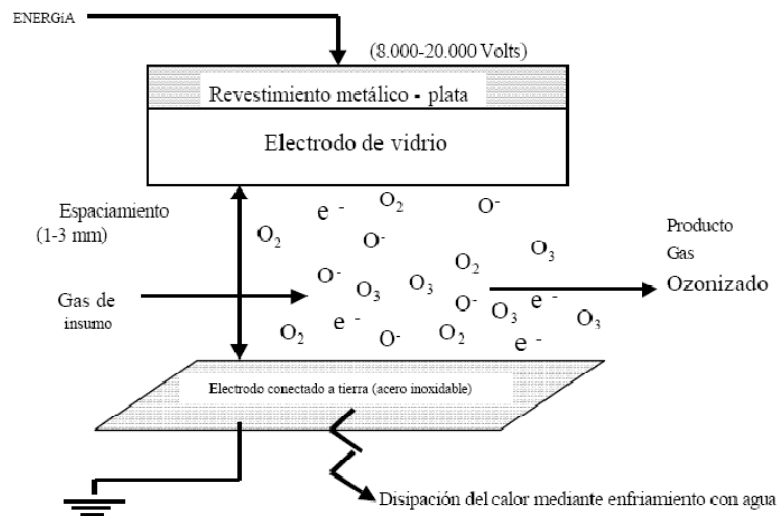 ENERGíA
(8.000-20.000 Volts)
Revestimiento metálico - plata
Electrodo de vidrio
Espaciamiento
(1-3 mm)
e -
O2
O-
O2
O-
O3
O2
O-
O3
O3
O-
O3
e -
O3
O2
e -
O-
O2
e -
Gas de
insumo
Producto
Gas
Ozonizado
Electrodo conectado a tierra (acero inoxidable)
Disipación del calor mediante enfriamiento con agua